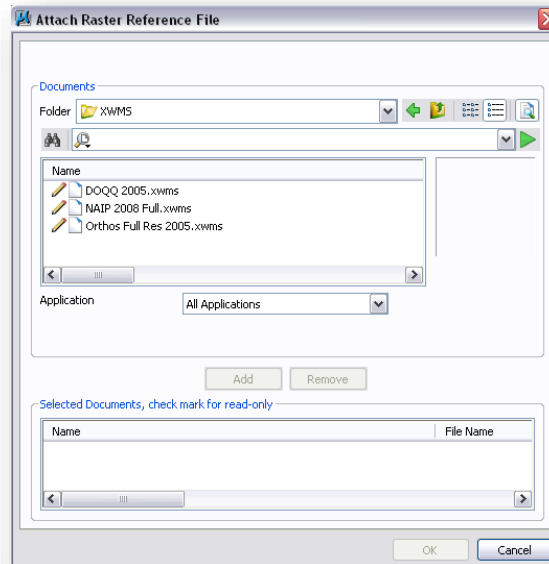 Attach Raster Reference File
Documents
Folder XWMS
Name
DOQQ 2005.xwms
NAIP 2008 Full.xwms
Orthos Full Res 2005.xwms
Application All Applications
Add Remove
Selected Documents, check mark for read-only
Name File Name
OK Cancel